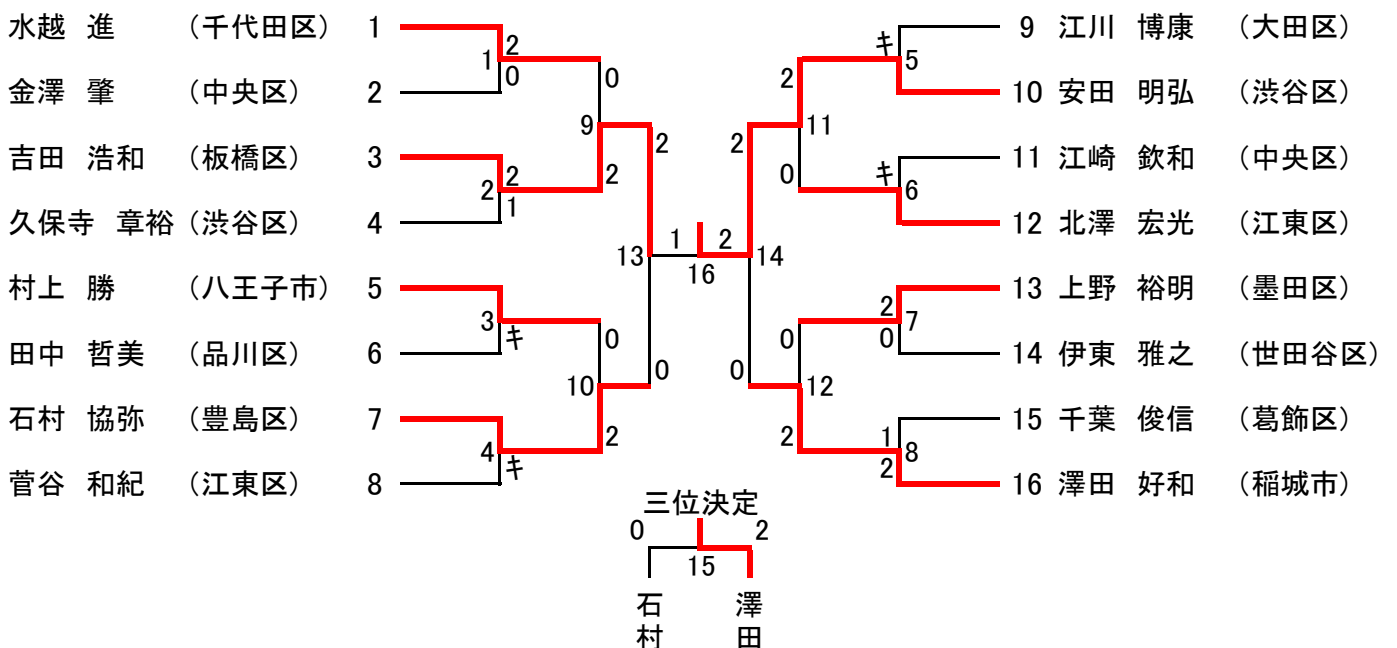 水越 進 (千代田区) 1
2
1
0
金澤 肇 (中央区) 2
0
9
2
2
吉田 浩和 (板橋区) 3
2
2
1
久保寺 章裕 (渋谷区) 4
13
村上 勝 (八王子市) 5
3
キ
田中 哲美 (品川区) 6
0
10
0
2
石村 協弥 (豊島区) 7
4
キ
菅谷 和紀 (江東区) 8
1
16
2
9 江川 博康 (大田区)
キ
5
10 安田 明弘 (渋谷区)
2
11
2
0
11 江崎 欽和 (中央区)
キ
6
12 北澤 宏光 (江東区)
14
13 上野 裕明 (墨田区)
2
7
0
14 伊東 雅之 (世田谷区)
0
12
0
2
15 千葉 俊信 (葛飾区)
1
8
2
16 澤田 好和 (稲城市)
三位決定
0
2
15
石村
澤田